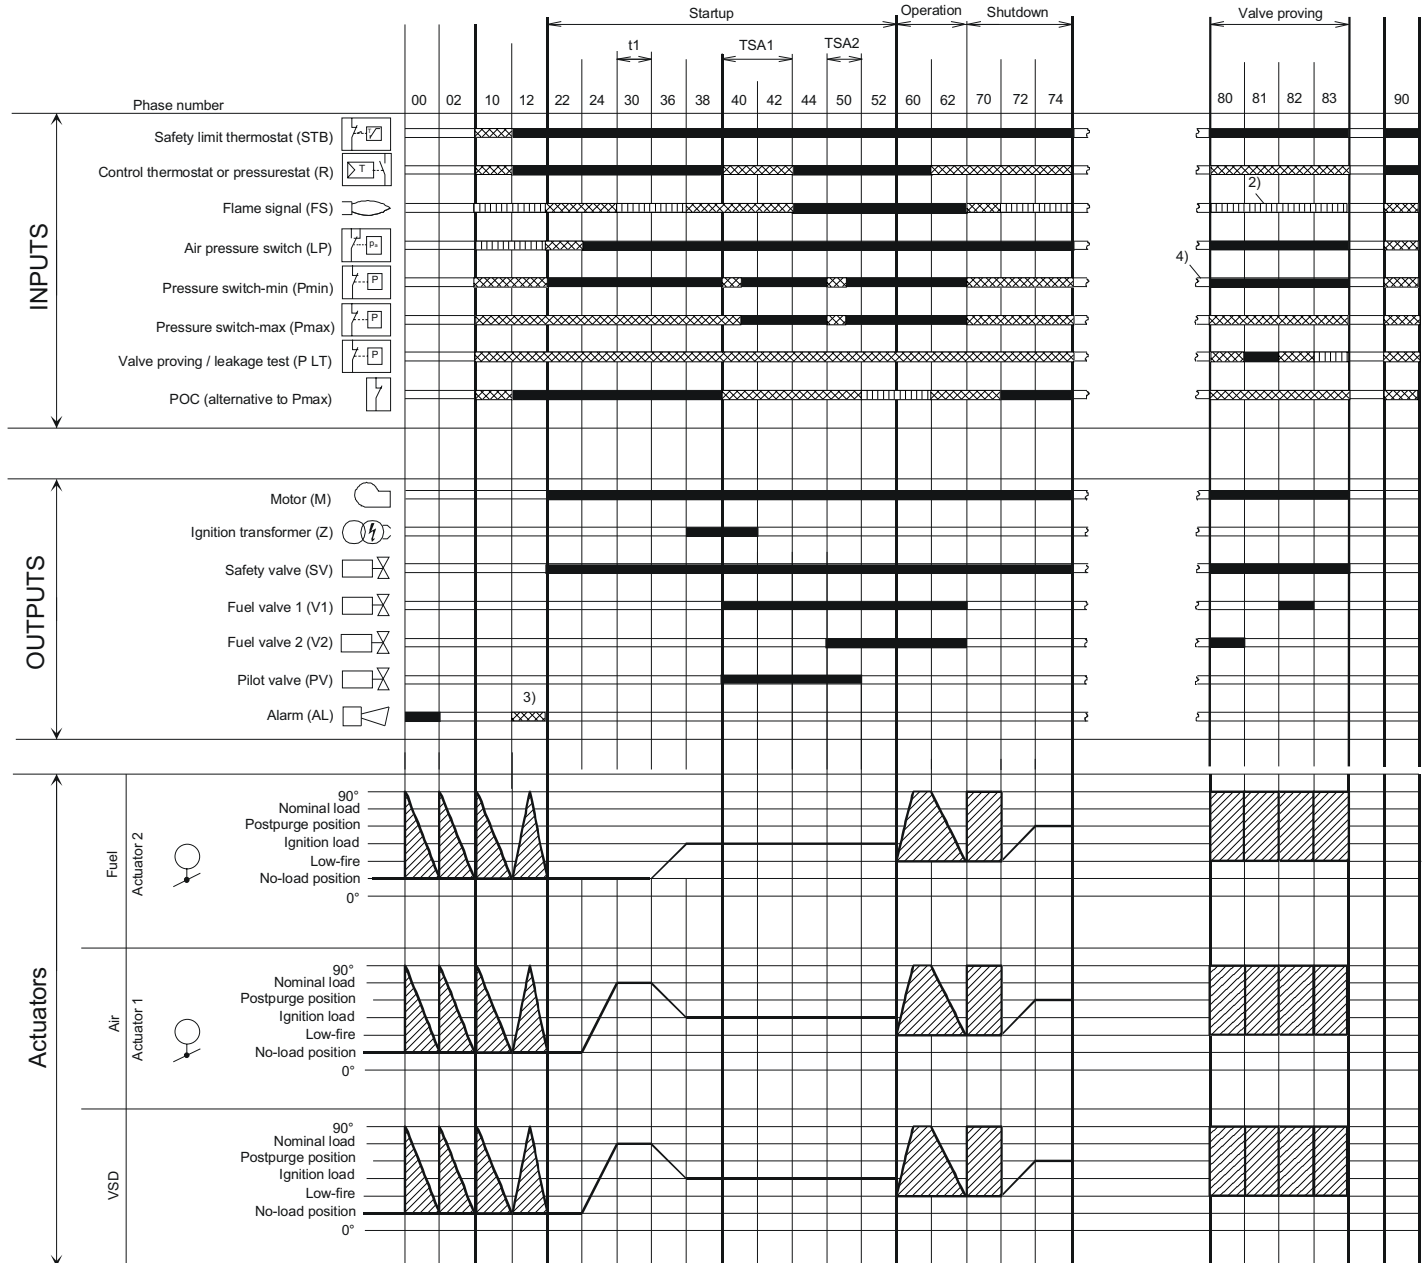 Startup Operation Shutdown Valve proving
t1 TSA1 TSA2
Phase number 00 02 10 12 22 24 30 36 38 40 42 44 50 52 60 62 70 72 74 80 81 82 83 90
INPUTS
Safety limit thermostat (STB)
Control thermostat or pressurestat (R) T
2)
Flame signal (FS)
Air pressure switch (LP) Pa
4)
Pressure switch-min (Pmin) P
Pressure switch-max (Pmax) P
Valve proving / leakage test (P LT) P
POC (alternative to Pmax)
OUTPUTS
Motor (M)
Ignition transformer (Z)
Safety valve (SV)
Fuel valve 1 (V1)
Fuel valve 2 (V2)
Pilot valve (PV)
3)
Alarm (AL)
Actuators
Fuel
Actuator 2
90°
Nominal load
Postpurge position
Ignition load
Low-fire
No-load position
0°
Air
Actuator 1
90°
Nominal load
Postpurge position
Ignition load
Low-fire
No-load position
0°
VSD
90°
Nominal load
Postpurge position
Ignition load
Low-fire
No-load position
0°